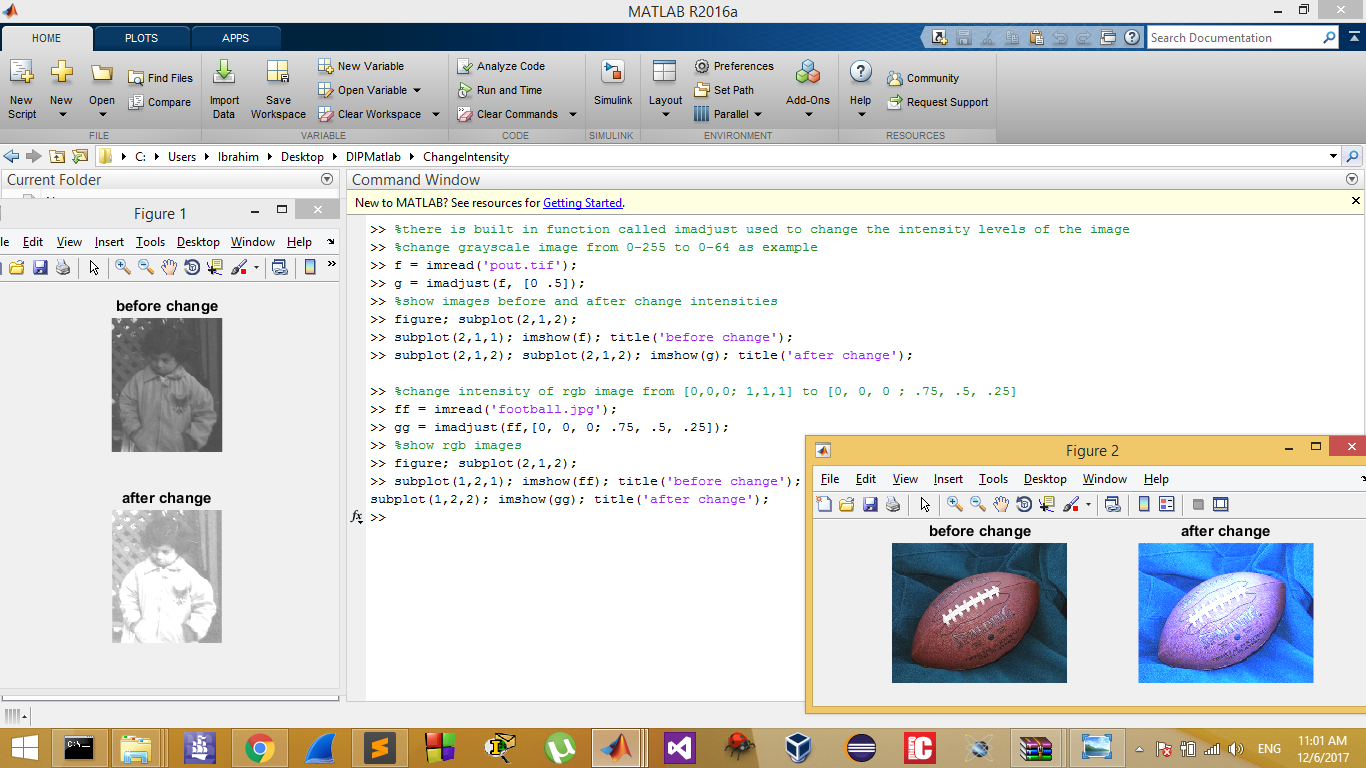 MATLAB R2016a
HOME PLOTS APPS
Search Documentation
New Script
New
Open
Find Files
Compare
FILE
Import Data
Save Workspace
New Variable
Open Variable
Clear Workspace
VARIABLE
Analyze Code
Run and Time
Clear Commands
CODE
Simulink
SIMULINK
Layout
Preferences
Set Path
Parallel
Add-Ons
ENVIRONMENT
Help
Community
Request Support
RESOURCES
C: Users Ibrahim Desktop DIPMatlab ChangeIntensity
Current Folder
Command Window
New to MATLAB? See resources for Getting Started.
Figure 1
Edit View Insert Tools Desktop Window Help
before change
after change
>> %there is built in function called imadjust used to change the intensity levels of the image
>> %change grayscale image from 0-255 to 0-64 as example
>> f = imread('pout.tif');
>> g = imadjust(f, [0 .5]);
>> %show images before and after change intensities
>> figure; subplot(2,1,2);
>> subplot(2,1,1); imshow(f); title('before change');
>> subplot(2,1,2); subplot(2,1,2); imshow(g); title('after change');
>> %change intensity of rgb image from [0,0,0; 1,1,1] to [0, 0, 0 ; .75, .5, .25]
>> ff = imread('football.jpg');
>> gg = imadjust(ff,[0, 0, 0; .75, .5, .25]);
>> %show rgb images
>> figure; subplot(2,1,2);
>> subplot(1,2,1); imshow(ff); title('before change');
subplot(1,2,2); imshow(gg); title('after change');
fx >>
Figure 2
File Edit View Insert Tools Desktop Window Help
before change
after change
SPALDING
C:\
ENG
11:01 AM
12/6/2017